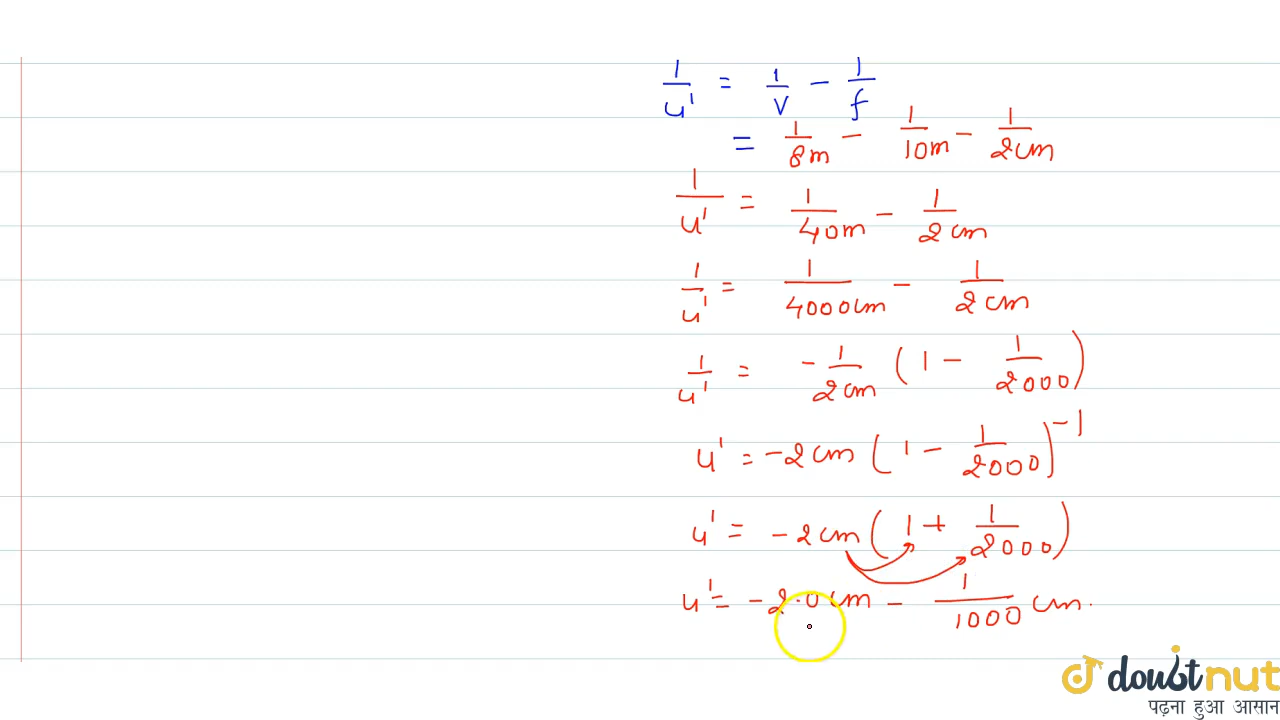 1/u' = 1/v - 1/f
= 1/8m - 1/10m - 1/2cm
1/u' = 1/40m - 1/2cm
1/u' = 1/4000cm - 1/2cm
1/u' = -1/2cm (1 - 1/2000)
u' = -2cm (1 - 1/2000)^-1
u' = -2cm (1 + 1/2000)
u' = -2.0cm - 1/1000 cm.
doubtnut
पढ़ना हुआ आसान